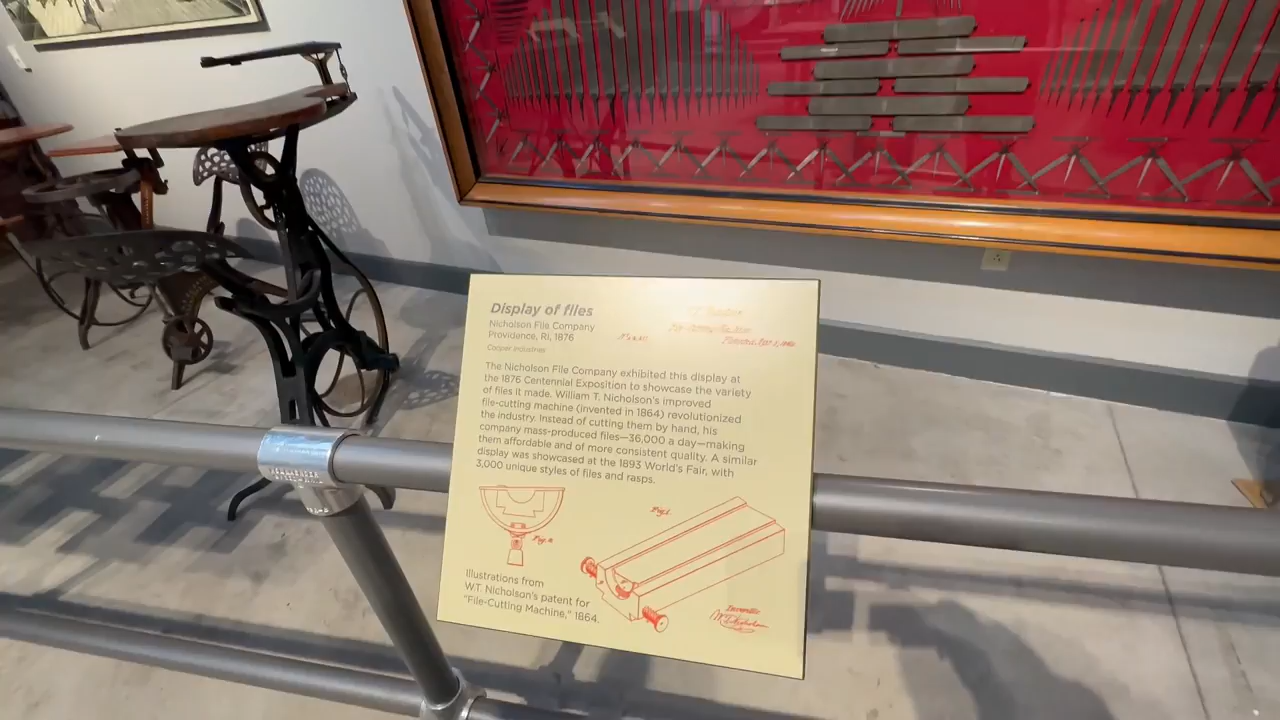 Display of files
Nicholson File Company
Providence, RI, 1876
Cooper Industries
The Nicholson File Company exhibited this display at
the 1876 Centennial Exposition to showcase the variety
of files it made. William T. Nicholson's improved
file-cutting machine (invented in 1864) revolutionized
the industry. Instead of cutting them by hand, his
company mass-produced files—36,000 a day—making
them affordable and of more consistent quality. A similar
display was showcased at the 1893 World's Fair, with
3,000 unique styles of files and rasps.
Fig. 1.
Illustrations from
W.T. Nicholson's patent for
"File-Cutting Machine," 1864.
Inventor